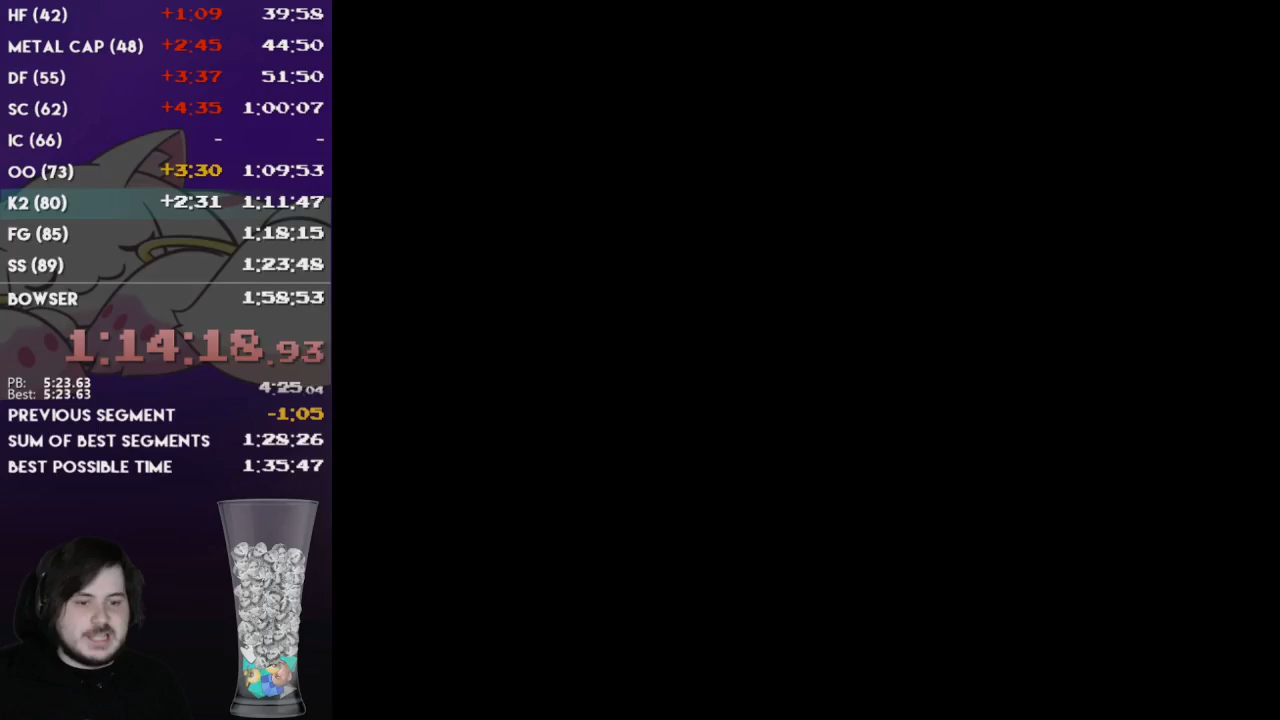 HF (42) +1:09 39:58
METAL CAP (48) +2:45 44:50
DF (55) +3:37 51:50
SC (62) +4:35 1:00:07
IC (66) - -
OO (73) +3:30 1:09:53
K2 (80) +2:31 1:11:47
FG (85) 1:18:15
SS (89) 1:23:48
BOWSER 1:58:53
1:14:18.93
PB: 5:23.63 4:25.04
Best: 5:23.63
PREVIOUS SEGMENT -1:05
SUM OF BEST SEGMENTS 1:28:26
BEST POSSIBLE TIME 1:35:47